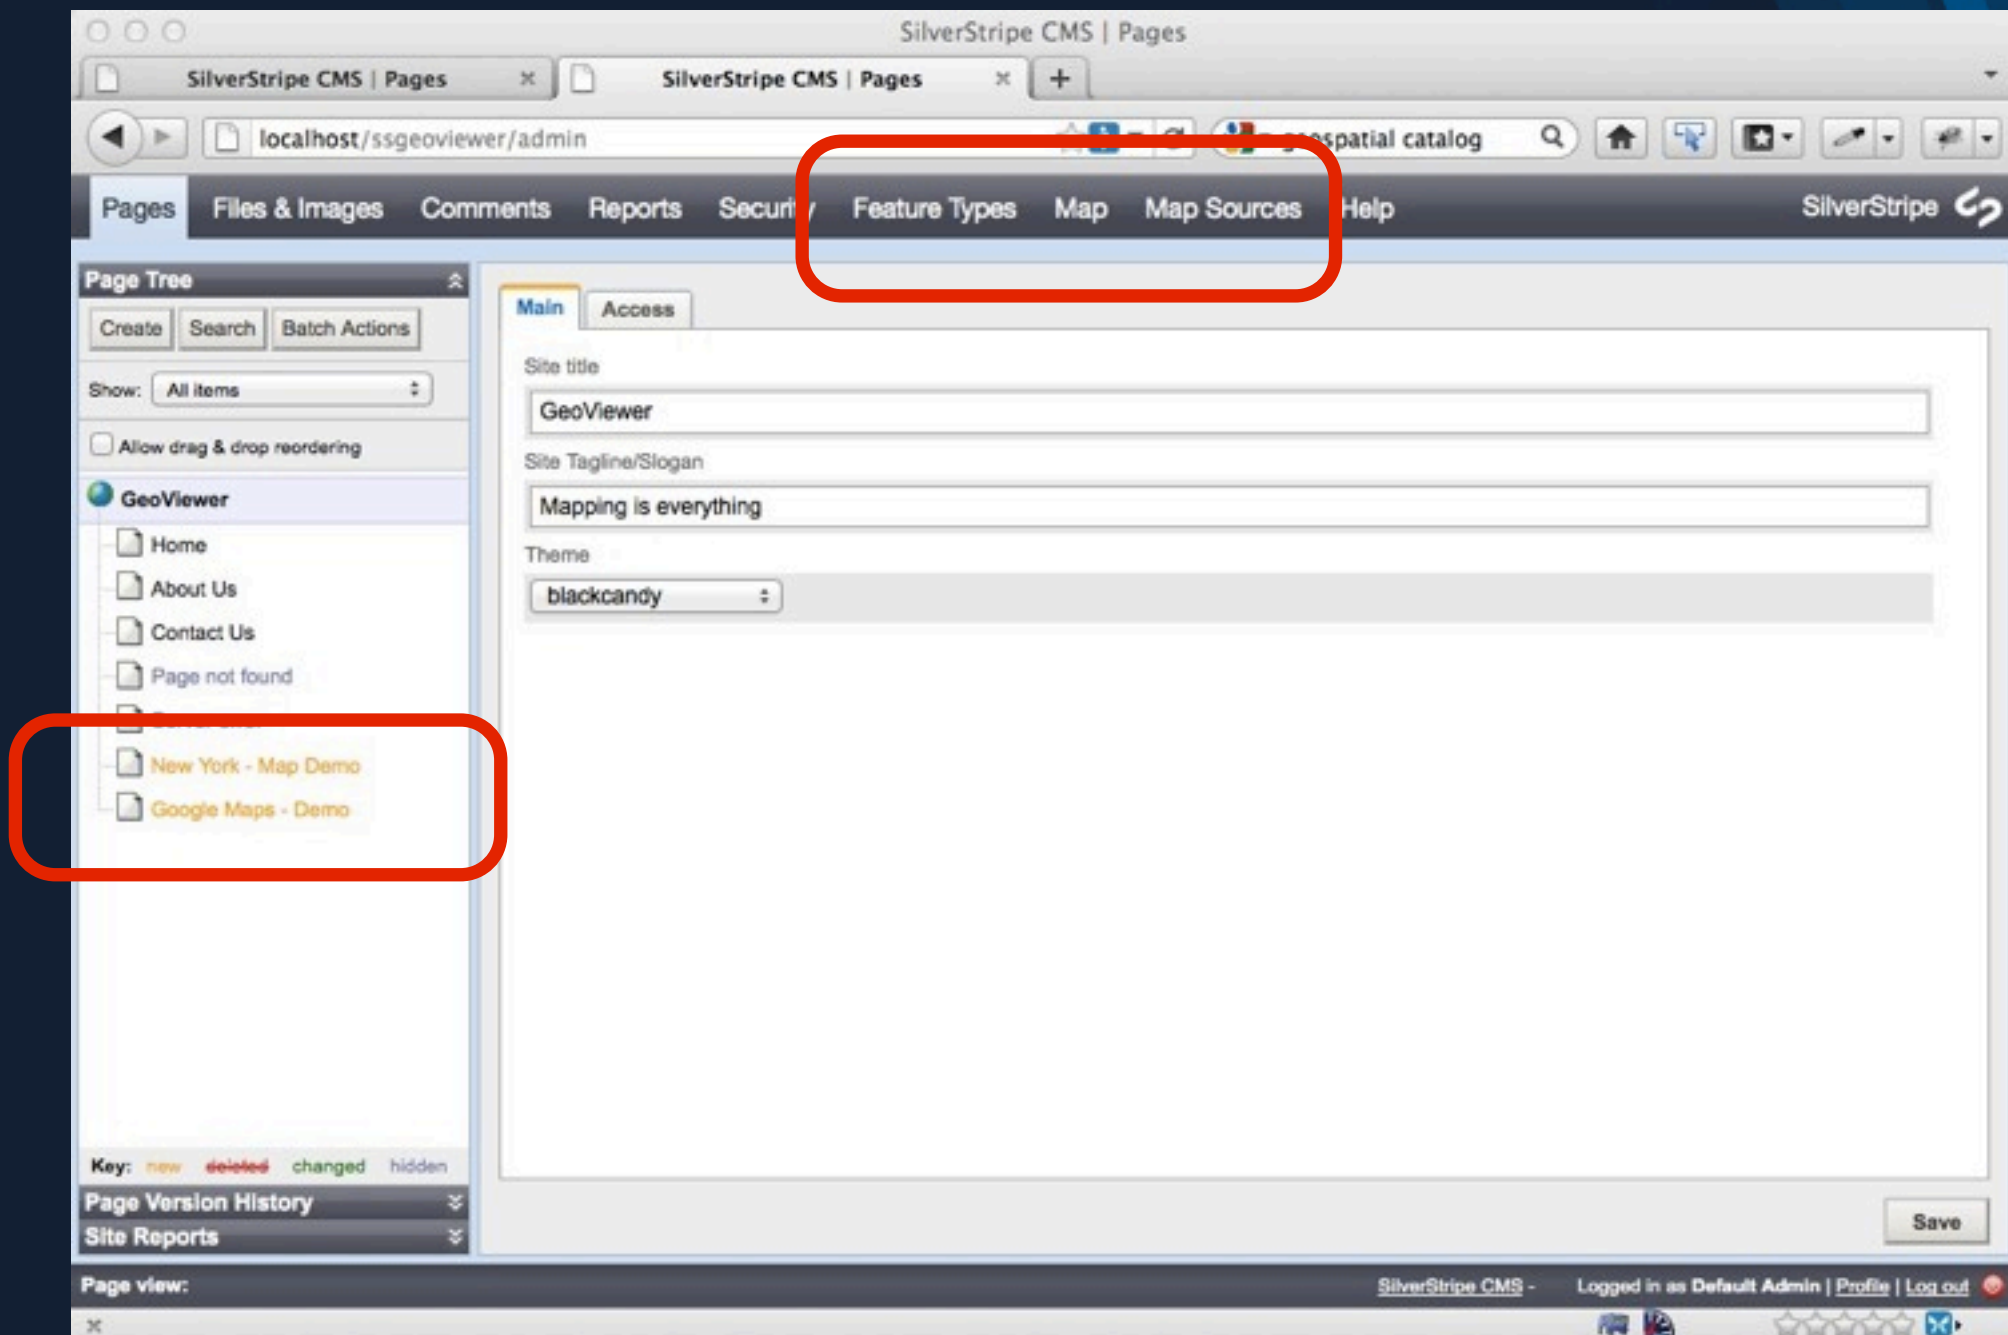 SilverStripe CMS | Pages
SilverStripe CMS | Pages
SilverStripe CMS | Pages
localhost/ssgeoviewer/admin
geospatial catalog
Pages Files & Images Comments Reports Security Feature Types Map Map Sources Help SilverStripe
Page Tree
Create Search Batch Actions
Show: All items
Allow drag & drop reordering
GeoViewer
Home
About Us
Contact Us
Page not found
New York - Map Demo
Google Maps - Demo
Key: new deleted changed hidden
Page Version History
Site Reports
Main Access
Site title
GeoViewer
Site Tagline/Slogan
Mapping is everything
Theme
blackcandy
Save
Page view:
SilverStripe CMS - Logged in as Default Admin | Profile | Log out